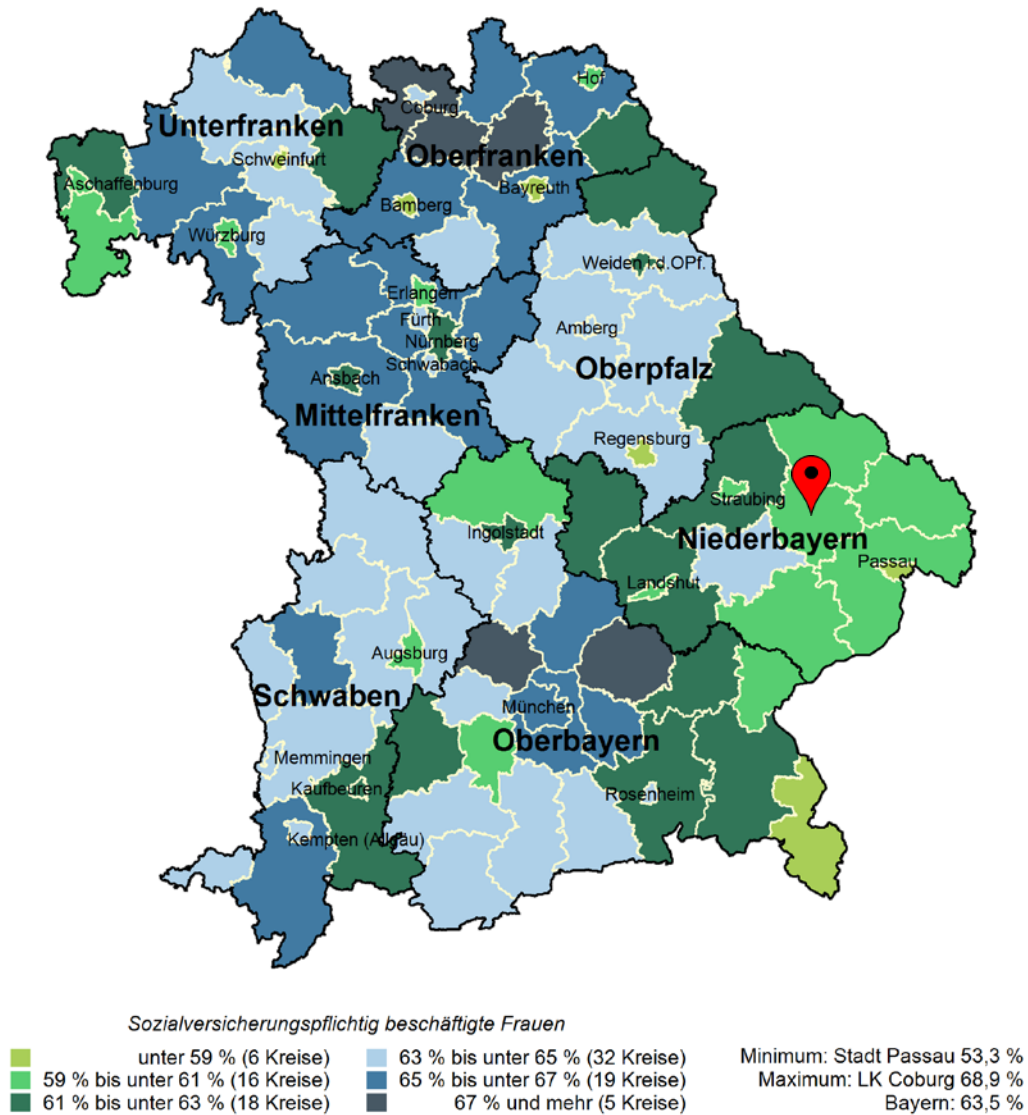 Hof
Coburg
Unterfranken
Oberfranken
Schweinfurt
Aschaffenburg
Bayreuth
Bamberg
Würzburg
Weiden i.d.OPf.
Erlangen
Fürth
Amberg
Nürnberg
Schwabach
Oberpfalz
Ansbach
Mittelfranken
Regensburg
Straubing
Ingolstadt
Niederbayern
Passau
Landshut
Augsburg
Schwaben
München
Oberbayern
Memmingen
Kaufbeuren
Rosenheim
Kempten (Allgäu)
Sozialversicherungspflichtig beschäftigte Frauen
unter 59 % (6 Kreise)
59 % bis unter 61 % (16 Kreise)
61 % bis unter 63 % (18 Kreise)
63 % bis unter 65 % (32 Kreise)
65 % bis unter 67 % (19 Kreise)
67 % und mehr (5 Kreise)
Minimum: Stadt Passau 53,3 %
Maximum: LK Coburg 68,9 %
Bayern: 63,5 %